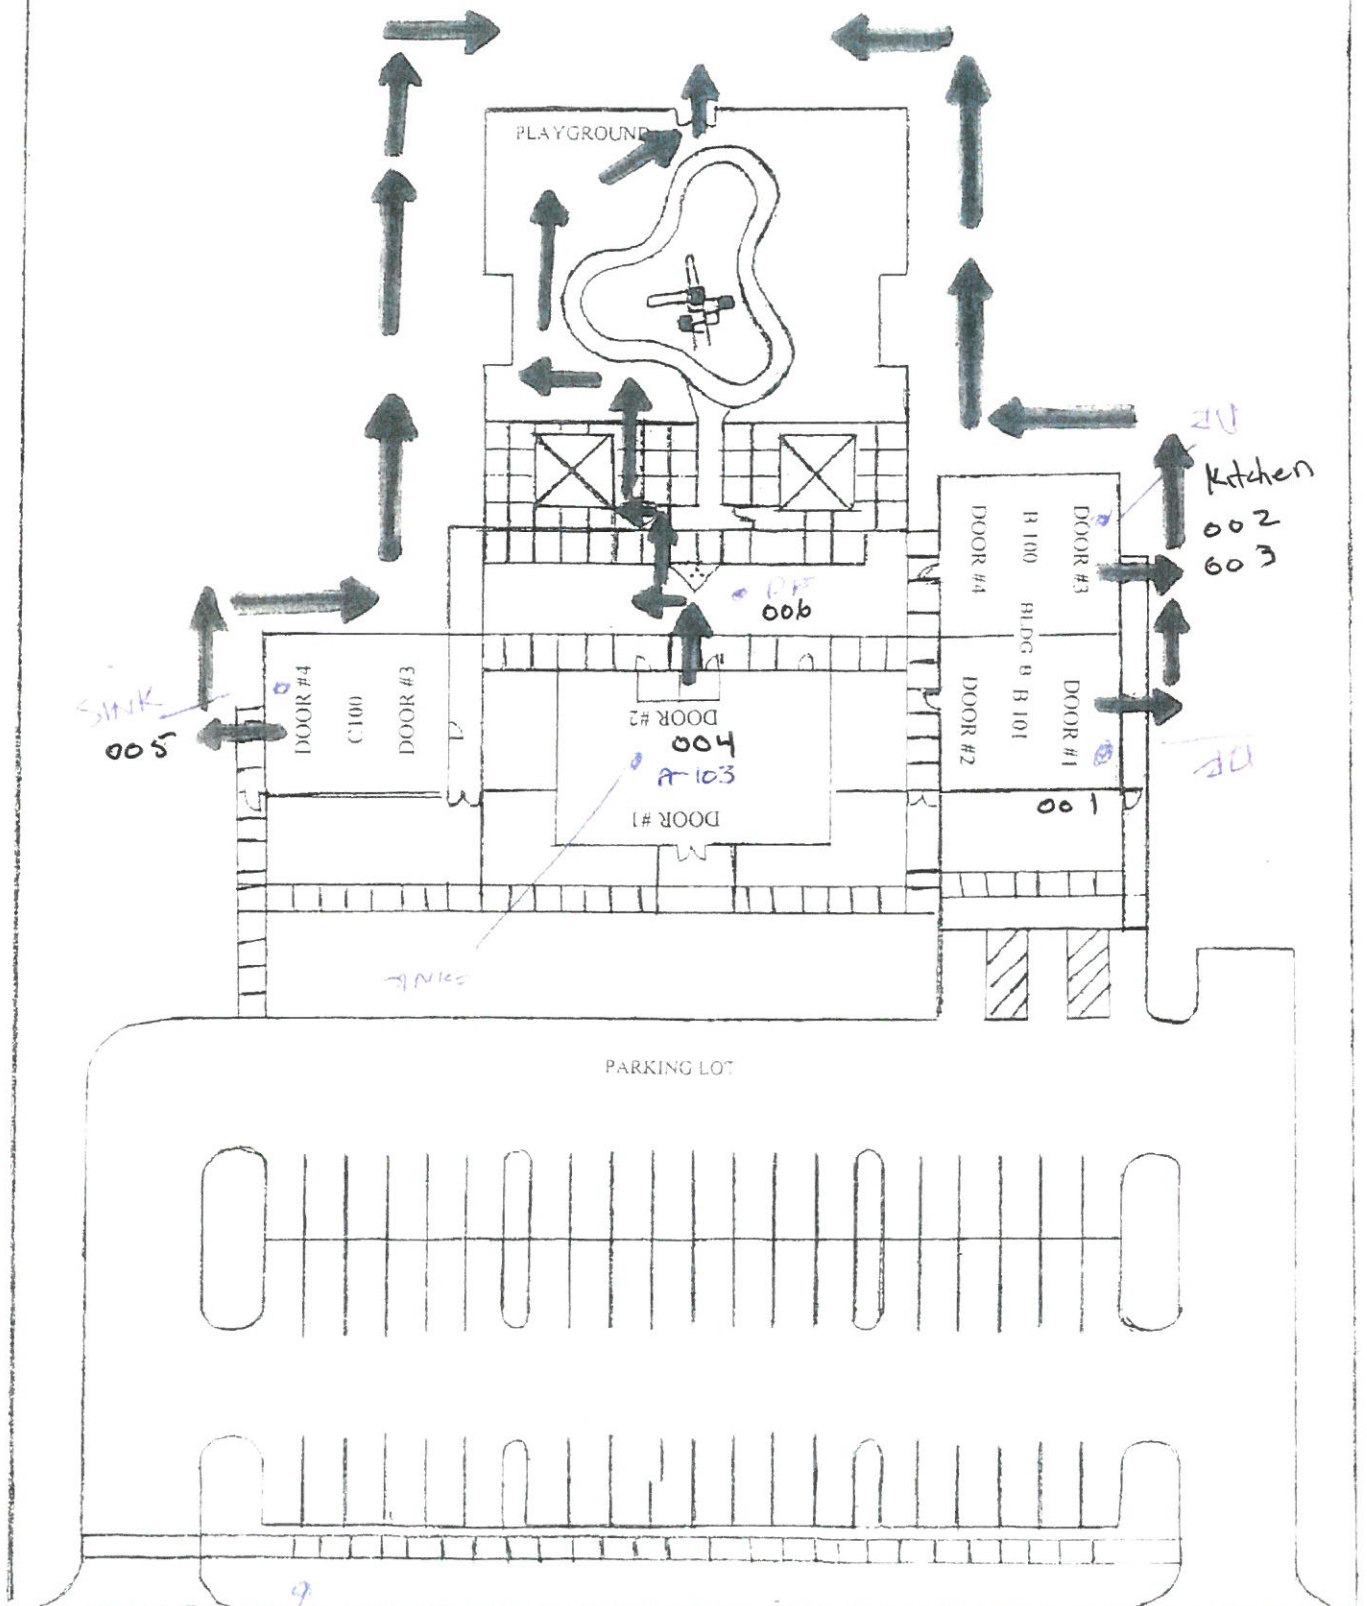 PLAYGROUND
Kitchen
002
603
DOOR #4
B 100
DOOR #3
006
BLDG B
SINK
005
DOOR #4
C100
DOOR #3
DOOR #2
004
A-103
DOOR #1
DOOR #2
B 101
DOOR #1
001
PARKING LOT